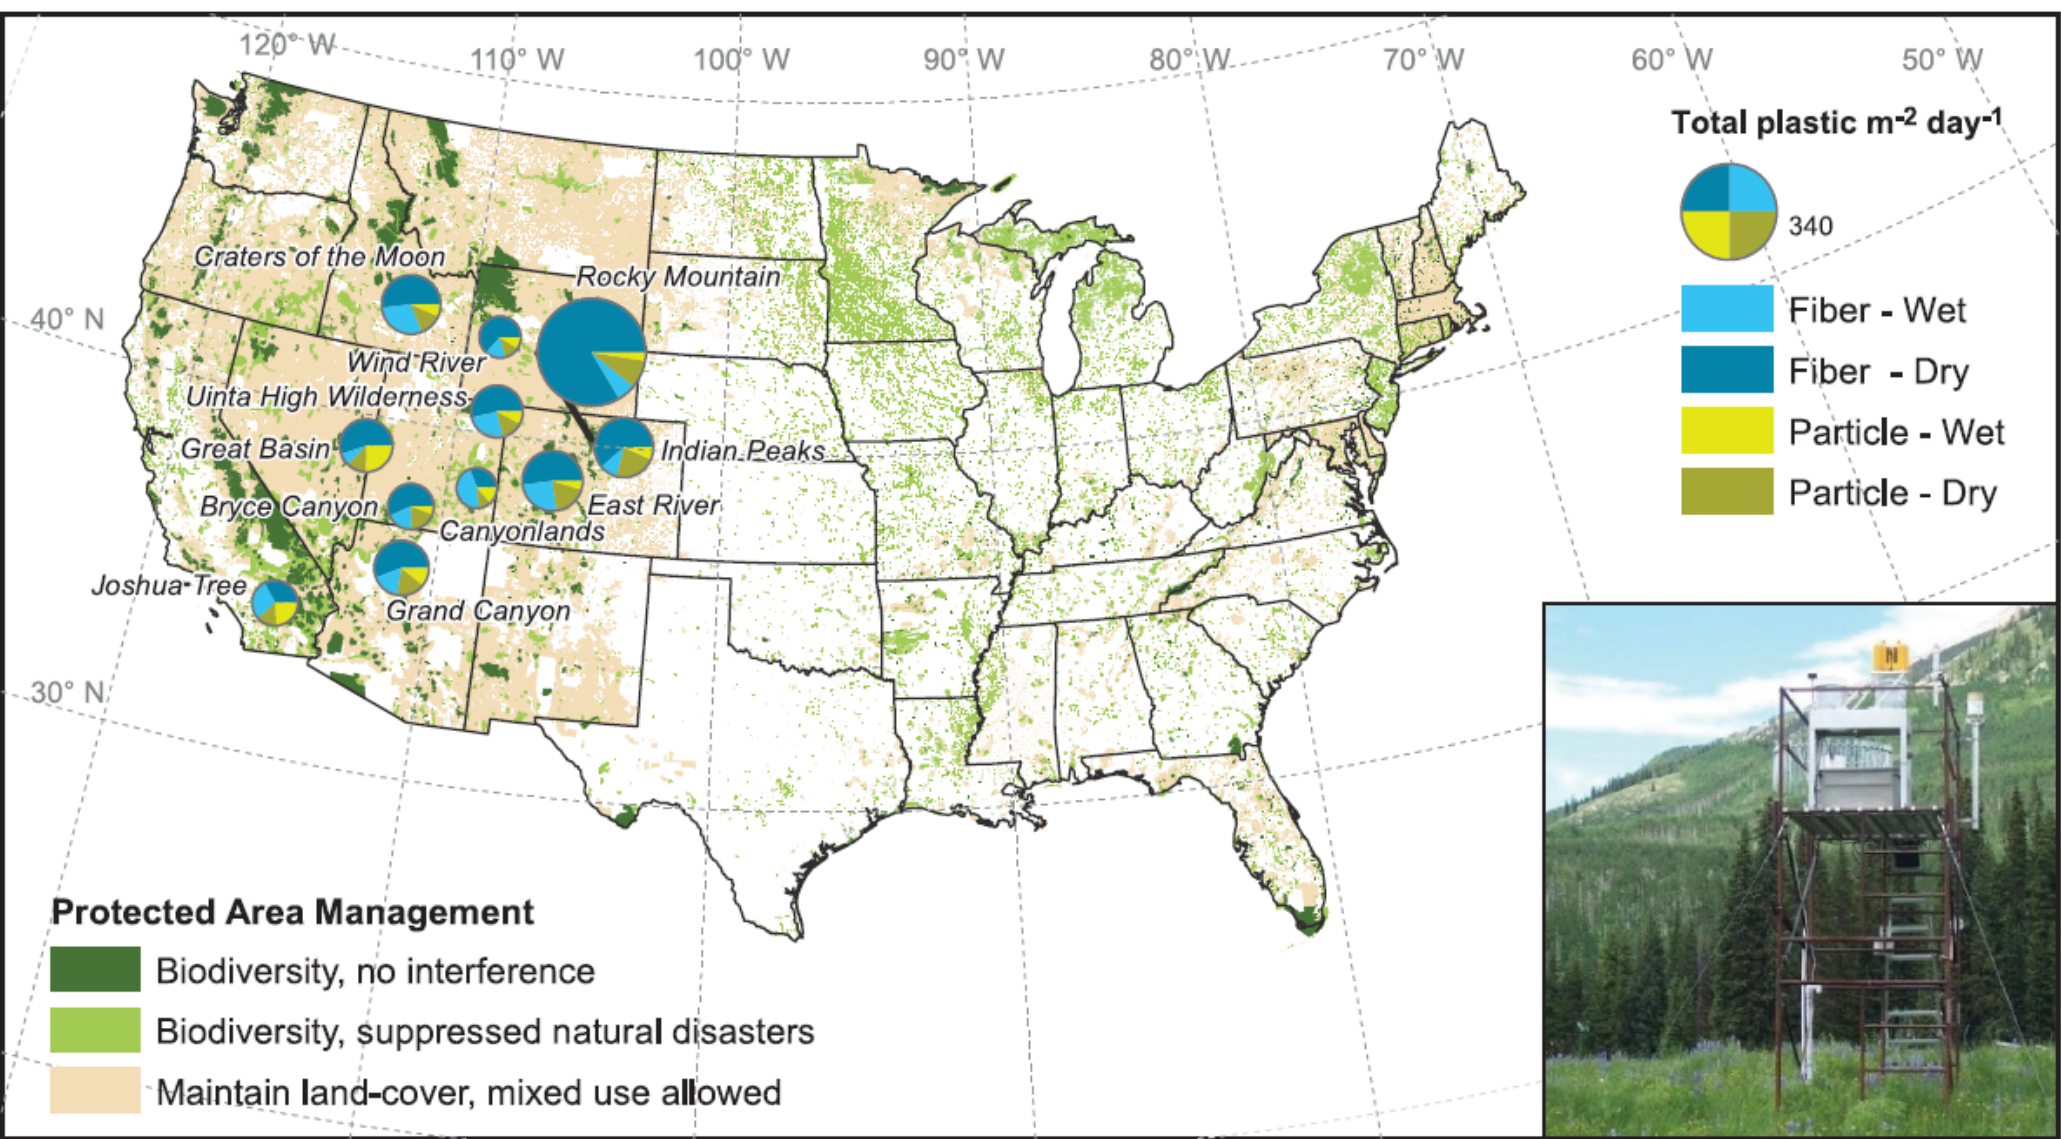 120° W
110° W
100° W
90° W
80° W
70° W
60° W
50° W
Total plastic m-2 day-1
340
Fiber - Wet
Fiber - Dry
Particle - Wet
Particle - Dry
40° N
30° N
Craters of the Moon
Rocky Mountain
Wind River
Uinta High Wilderness
Great Basin
Indian Peaks
Bryce Canyon
East River
Canyonlands
Joshua Tree
Grand Canyon
N
Protected Area Management
Biodiversity, no interference
Biodiversity, suppressed natural disasters
Maintain land-cover, mixed use allowed